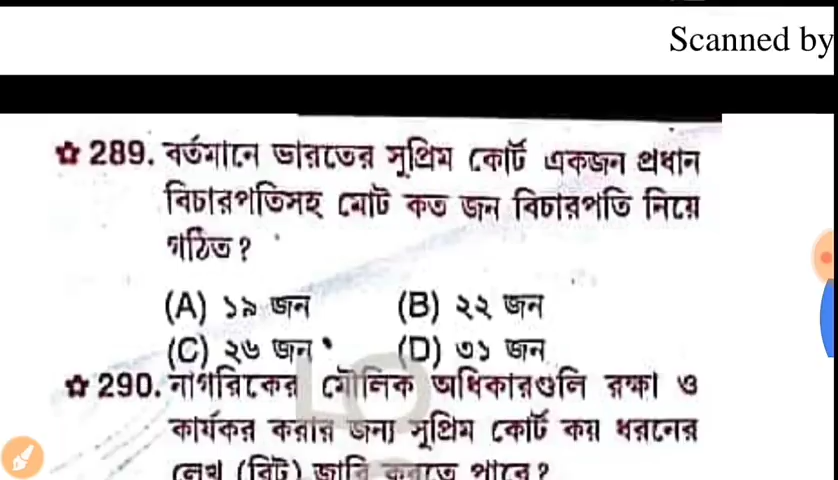 Scanned by
☆ 289. বর্তমানে ভারতের সুপ্রিম কোর্ট একজন প্রধান
বিচারপতিসহ মোট কত জন বিচারপতি নিয়ে
গঠিত?
(A) ১৯ জন (B) ২২ জন
(C) ২৬ জন (D) ৩১ জন
☆ 290. নাগরিকের মৌলিক অধিকারগুলি রক্ষা ও
কার্যকর করার জন্য সুপ্রিম কোর্ট কয় ধরনের
লেখ (রিট) জারি করতে পারে?